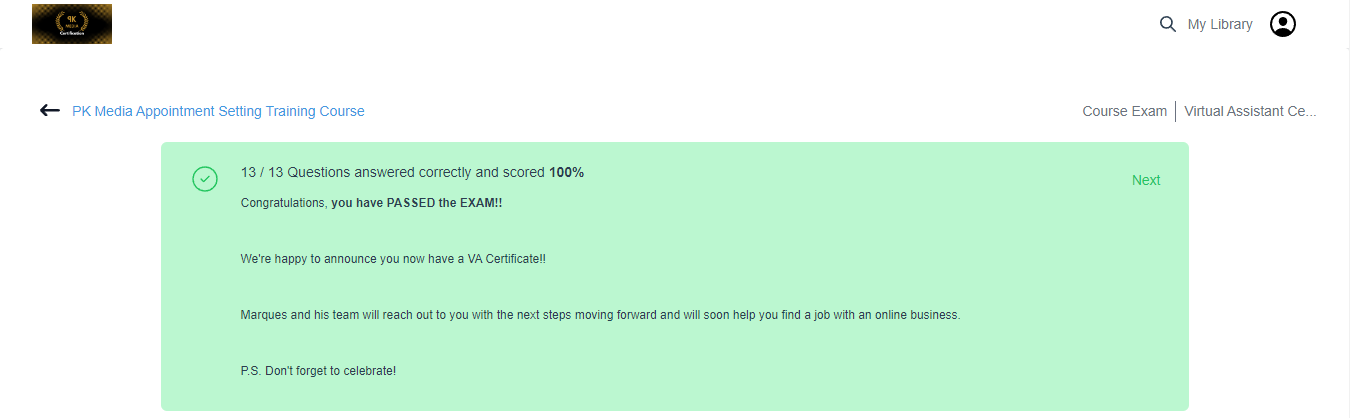 PK
MEDIA
Certification
My Library
PK Media Appointment Setting Training Course
Course Exam
Virtual Assistant Ce...
13 / 13 Questions answered correctly and scored 100%
Next
Congratulations, you have PASSED the EXAM!!
We're happy to announce you now have a VA Certificate!!
Marques and his team will reach out to you with the next steps moving forward and will soon help you find a job with an online business.
P.S. Don't forget to celebrate!